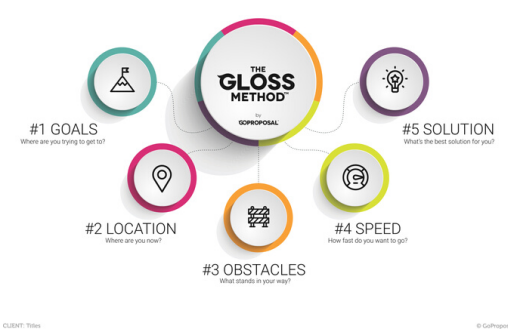 THE
GLOSS
METHOD™
by
GOPROPOSAL
#1 GOALS
Where are you trying to get to?
#5 SOLUTION
What's the best solution for you?
#2 LOCATION
Where are you now?
#4 SPEED
How fast do you want to go?
#3 OBSTACLES
What stands in your way?
CLIENT: Titles
© GoPropos